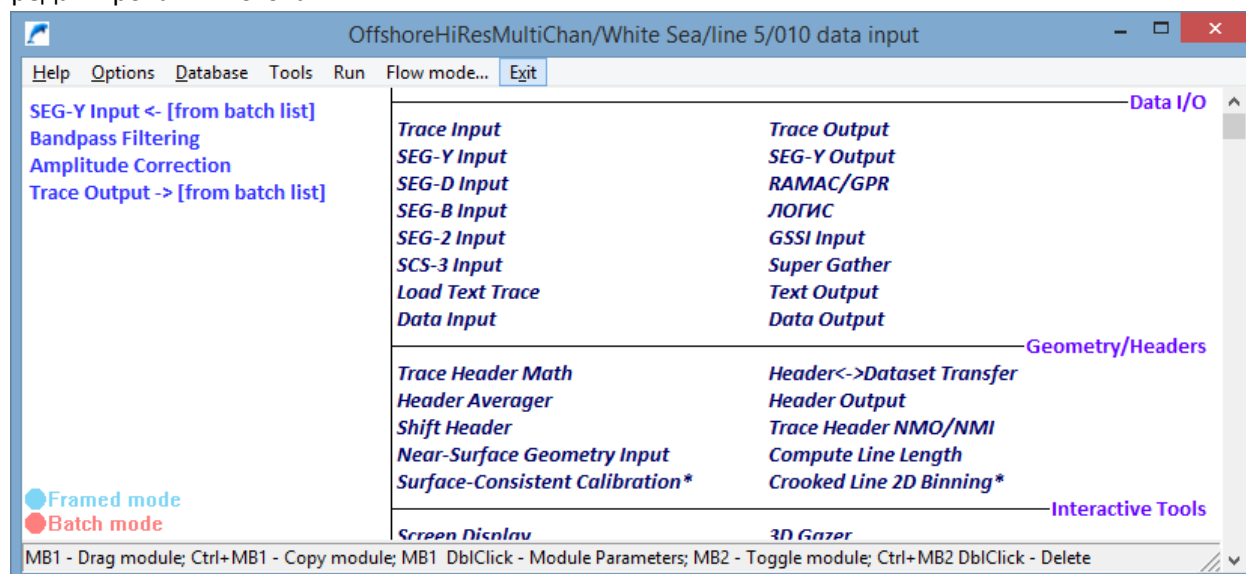 OffshoreHiResMultiChan/White Sea/line 5/010 data input
Help Options Database Tools Run Flow mode... Exit
SEG-Y Input <- [from batch list]
Bandpass Filtering
Amplitude Correction
Trace Output -> [from batch list]
Framed mode
Batch mode
Data I/O
Trace Input Trace Output
SEG-Y Input SEG-Y Output
SEG-D Input RAMAC/GPR
SEG-B Input ЛОГИС
SEG-2 Input GSSI Input
SCS-3 Input Super Gather
Load Text Trace Text Output
Data Input Data Output
Geometry/Headers
Trace Header Math Header<->Dataset Transfer
Header Averager Header Output
Shift Header Trace Header NMO/NMI
Near-Surface Geometry Input Compute Line Length
Surface-Consistent Calibration* Crooked Line 2D Binning*
Interactive Tools
Screen Display 3D Gazer
MB1 - Drag module; Ctrl+MB1 - Copy module; MB1 DblClick - Module Parameters; MB2 - Toggle module; Ctrl+MB2 DblClick - Delete